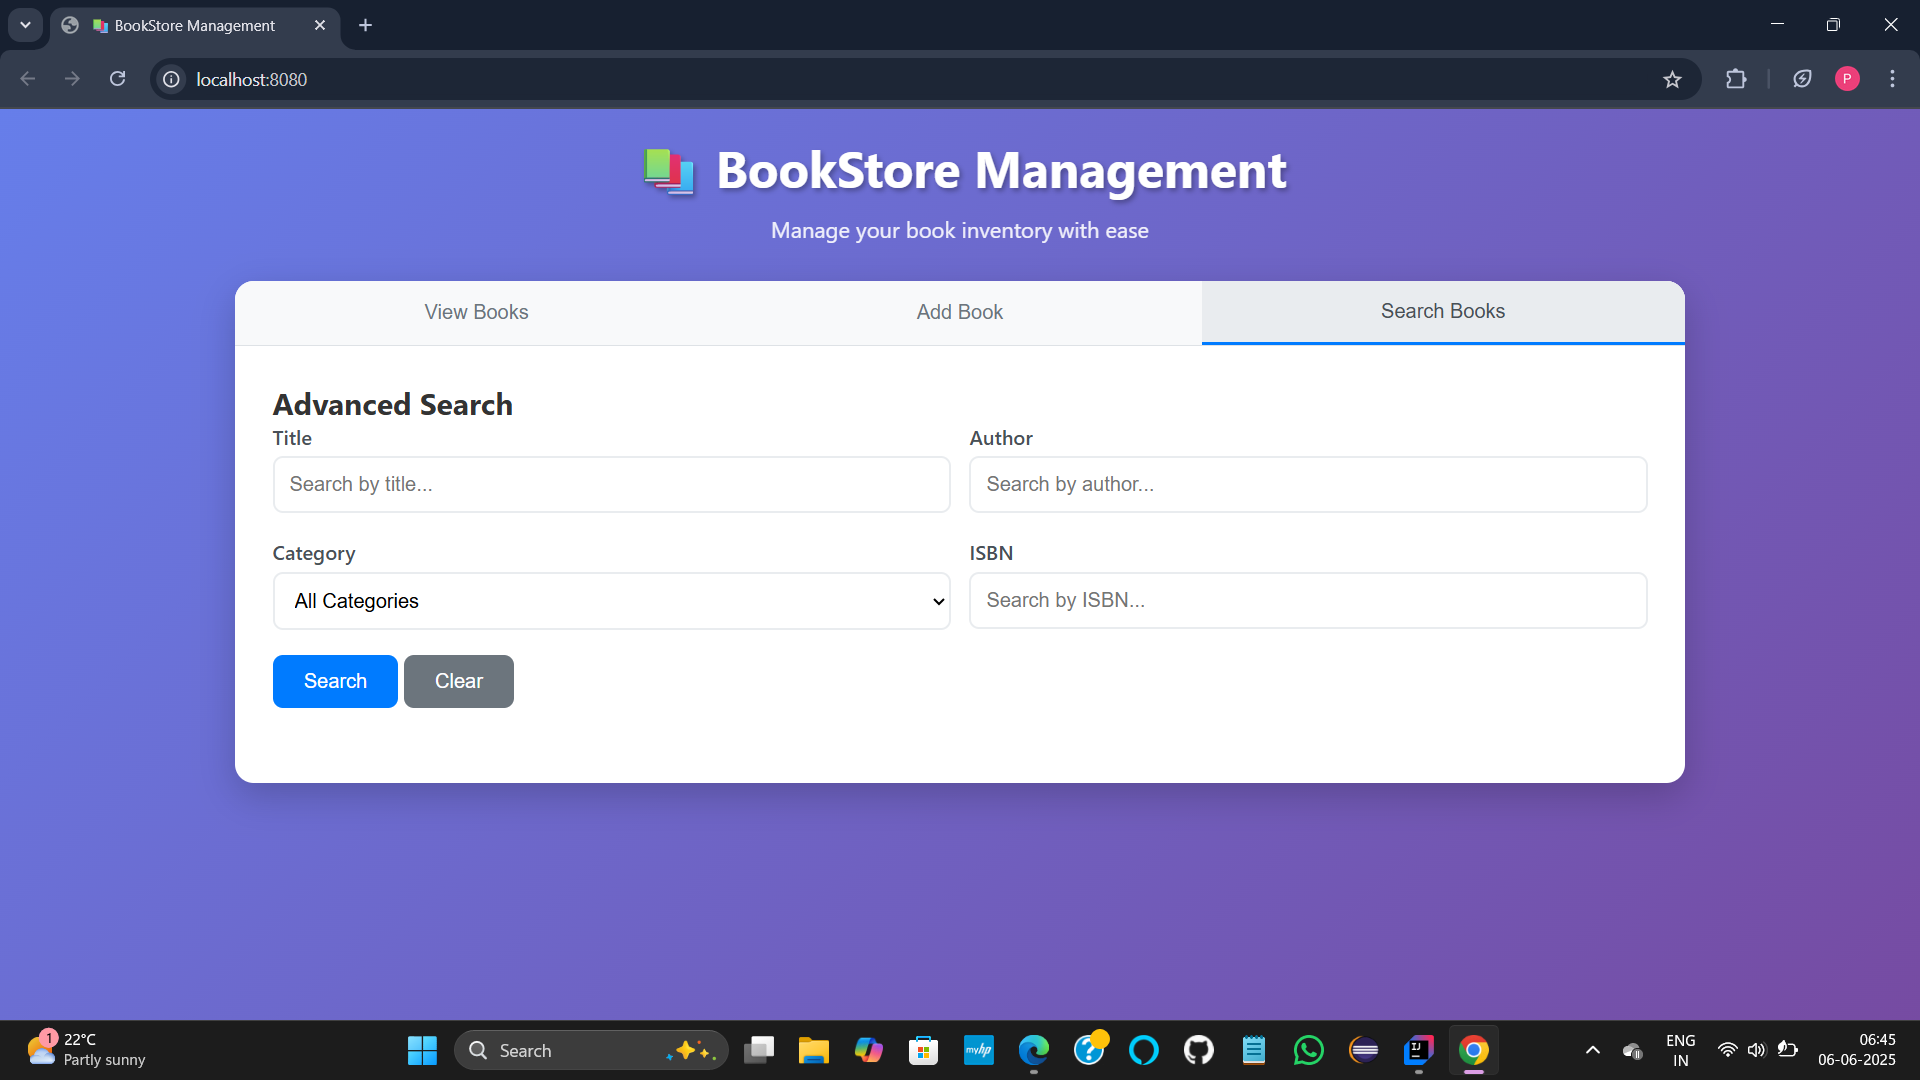 BookStore Management
localhost:8080
P
BookStore Management
Manage your book inventory with ease
View Books
Add Book
Search Books
Advanced Search
Title
Author
Search by title...
Search by author...
Category
ISBN
All Categories
Search by ISBN...
Search
Clear
1
22°C
Partly sunny
Search
myhp
IJ
ENG
IN
06:45
06-06-2025